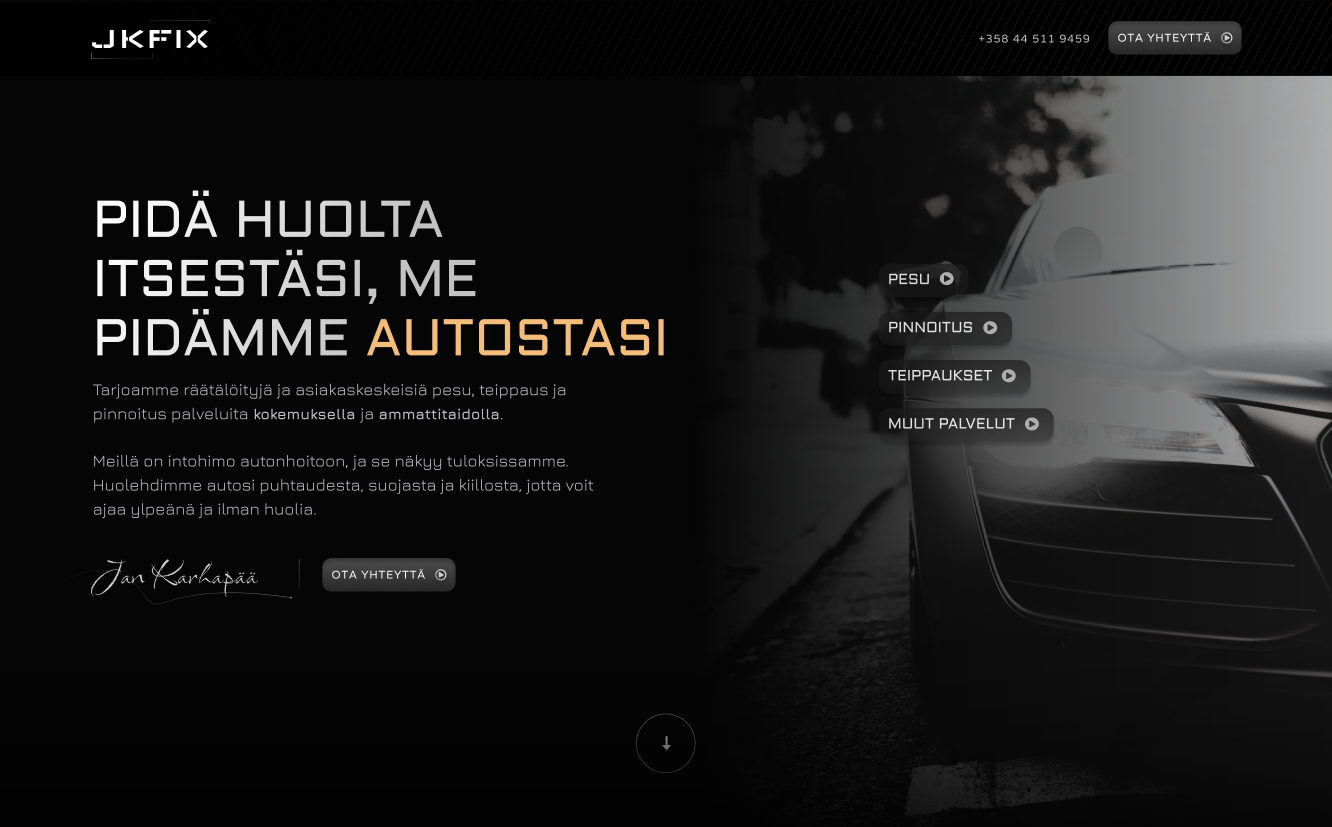 JKFIX
+358 44 511 9459
OTA YHTEYTTÄ
PIDÄ HUOLTA
ITSESTÄSI, ME
PIDÄMME AUTOSTASI
Tarjoamme räätälöityjä ja asiakaskeskeisiä pesu, teippaus ja
pinnoitus palveluita kokemuksella ja ammattitaidolla.
Meillä on intohimo autonhoitoon, ja se näkyy tuloksissamme.
Huolehdimme autosi puhtaudesta, suojasta ja kiillosta, jotta voit
ajaa ylpeänä ja ilman huolia.
Jan Karhapää
OTA YHTEYTTÄ
PESU
PINNOITUS
TEIPPAUKSET
MUUT PALVELUT